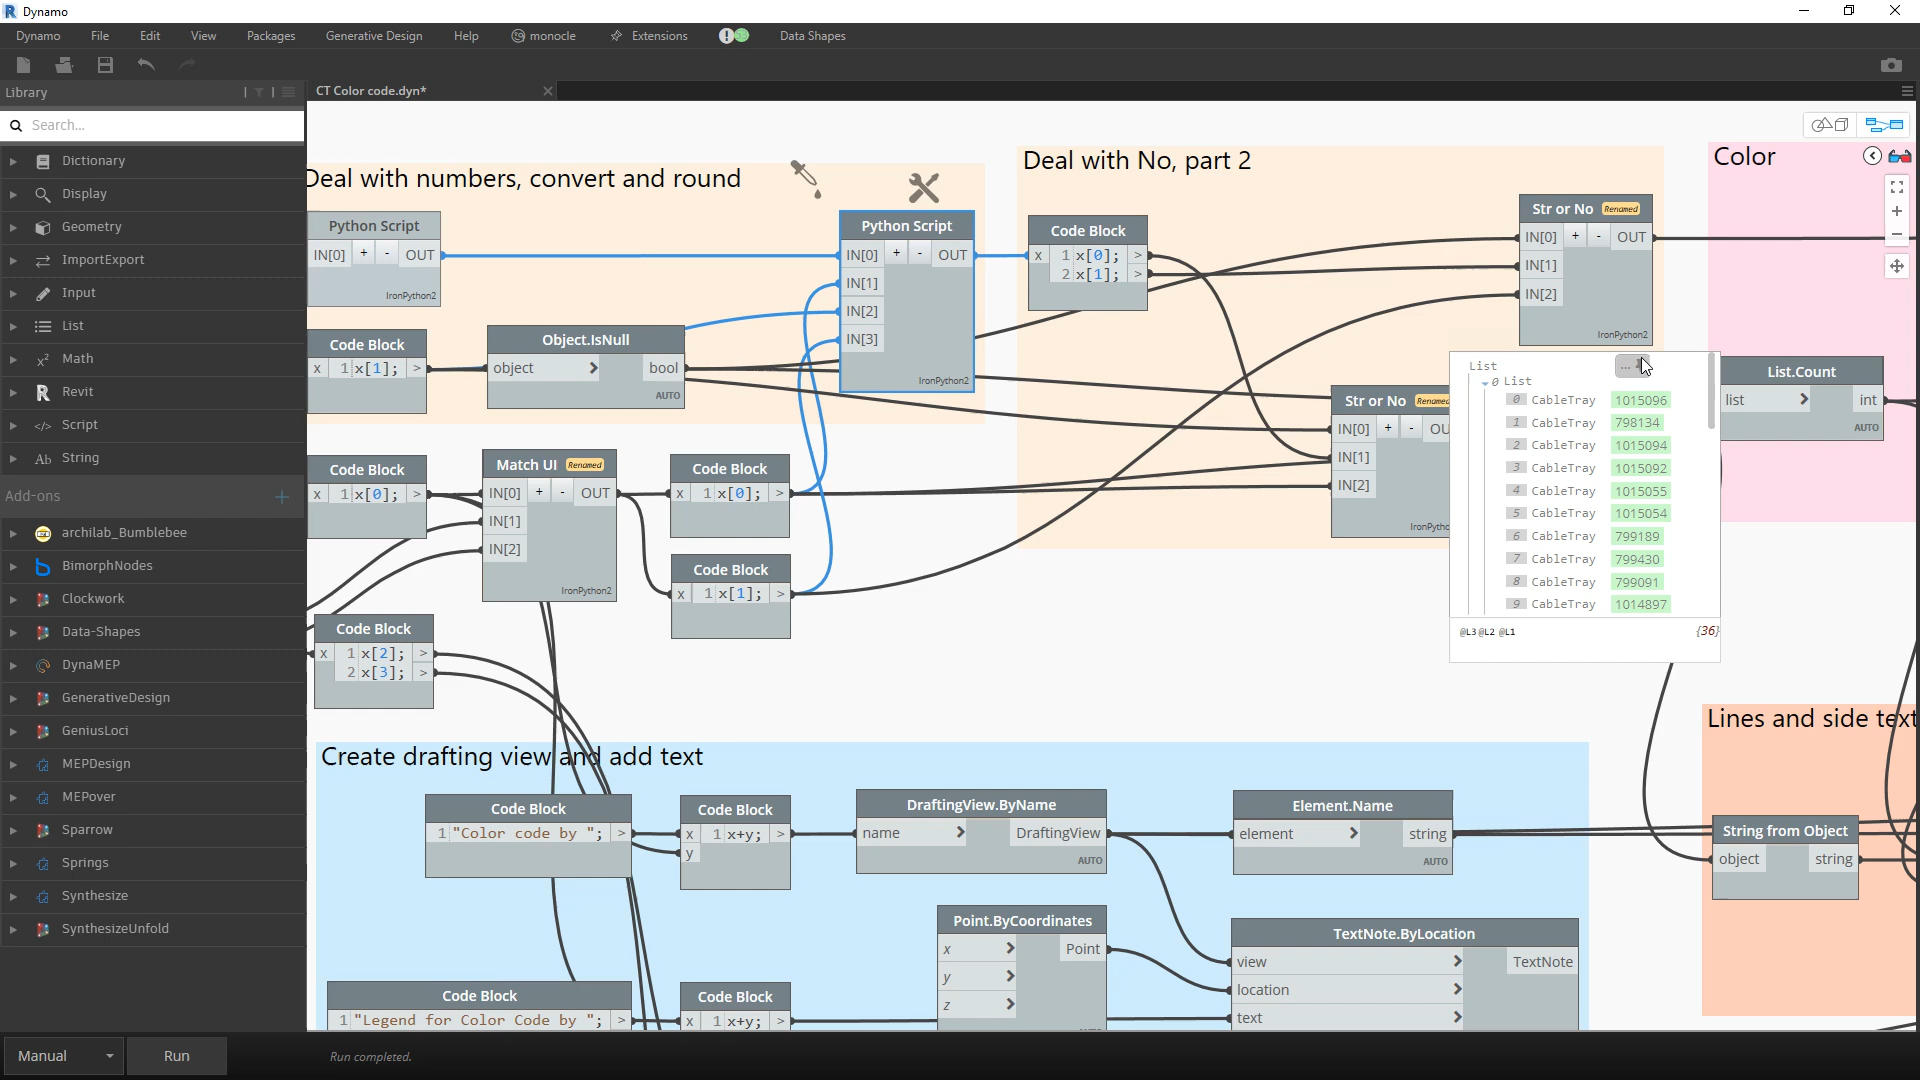 Dynamo
Dynamo File Edit View Packages Generative Design Help monocle Extensions Data Shapes
Library
CT Color code.dyn*
Search...
Dictionary
Display
Geometry
ImportExport
Input
List
Math
Revit
Script
String
Add-ons
archilab_Bumblebee
BimorphNodes
Clockwork
Data-Shapes
DynaMEP
GenerativeDesign
GeniusLoci
MEPDesign
MEPover
Sparrow
Springs
Synthesize
SynthesizeUnfold
Deal with numbers, convert and round
Python Script
IN[0] + - OUT
IronPython2
Code Block
x 1 x[1]; >
Object.IsNull
object > bool
AUTO
Python Script
IN[0] + - OUT
IN[1]
IN[2]
IN[3]
IronPython2
Code Block
x 1 x[0]; >
Match UI Renamed
IN[0] + - OUT
IN[1]
IN[2]
IronPython2
Code Block
x 1 x[0]; >
Code Block
x 1 x[1]; >
Code Block
x 1 x[2]; >
2 x[3]; >
Deal with No, part 2
Code Block
x 1 x[0]; >
2 x[1]; >
Str or No Renamed
IN[0] + - OUT
IN[1]
IN[2]
IronPython2
Str or No Renamed
IN[0] + - OU
IN[1]
IN[2]
IronPytho
List
0 List
0 CableTray 1015096
1 CableTray 798134
2 CableTray 1015094
3 CableTray 1015092
4 CableTray 1015055
5 CableTray 1015054
6 CableTray 799189
7 CableTray 799430
8 CableTray 799091
9 CableTray 1014897
@L3 @L2 @L1 {36}
Color
List.Count
list > int
AUTO
Create drafting view and add text
Code Block
1 "Color code by "; >
Code Block
x 1 x+y; >
y
DraftingView.ByName
name > DraftingView
AUTO
Element.Name
element > string
AUTO
Point.ByCoordinates
x > Point
y >
z >
TextNote.ByLocation
view > TextNote
location >
text >
Code Block
1 "Legend for Color Code by "; >
Code Block
x 1 x+y; >
Lines and side text
String from Object
object string
Manual Run Run completed.